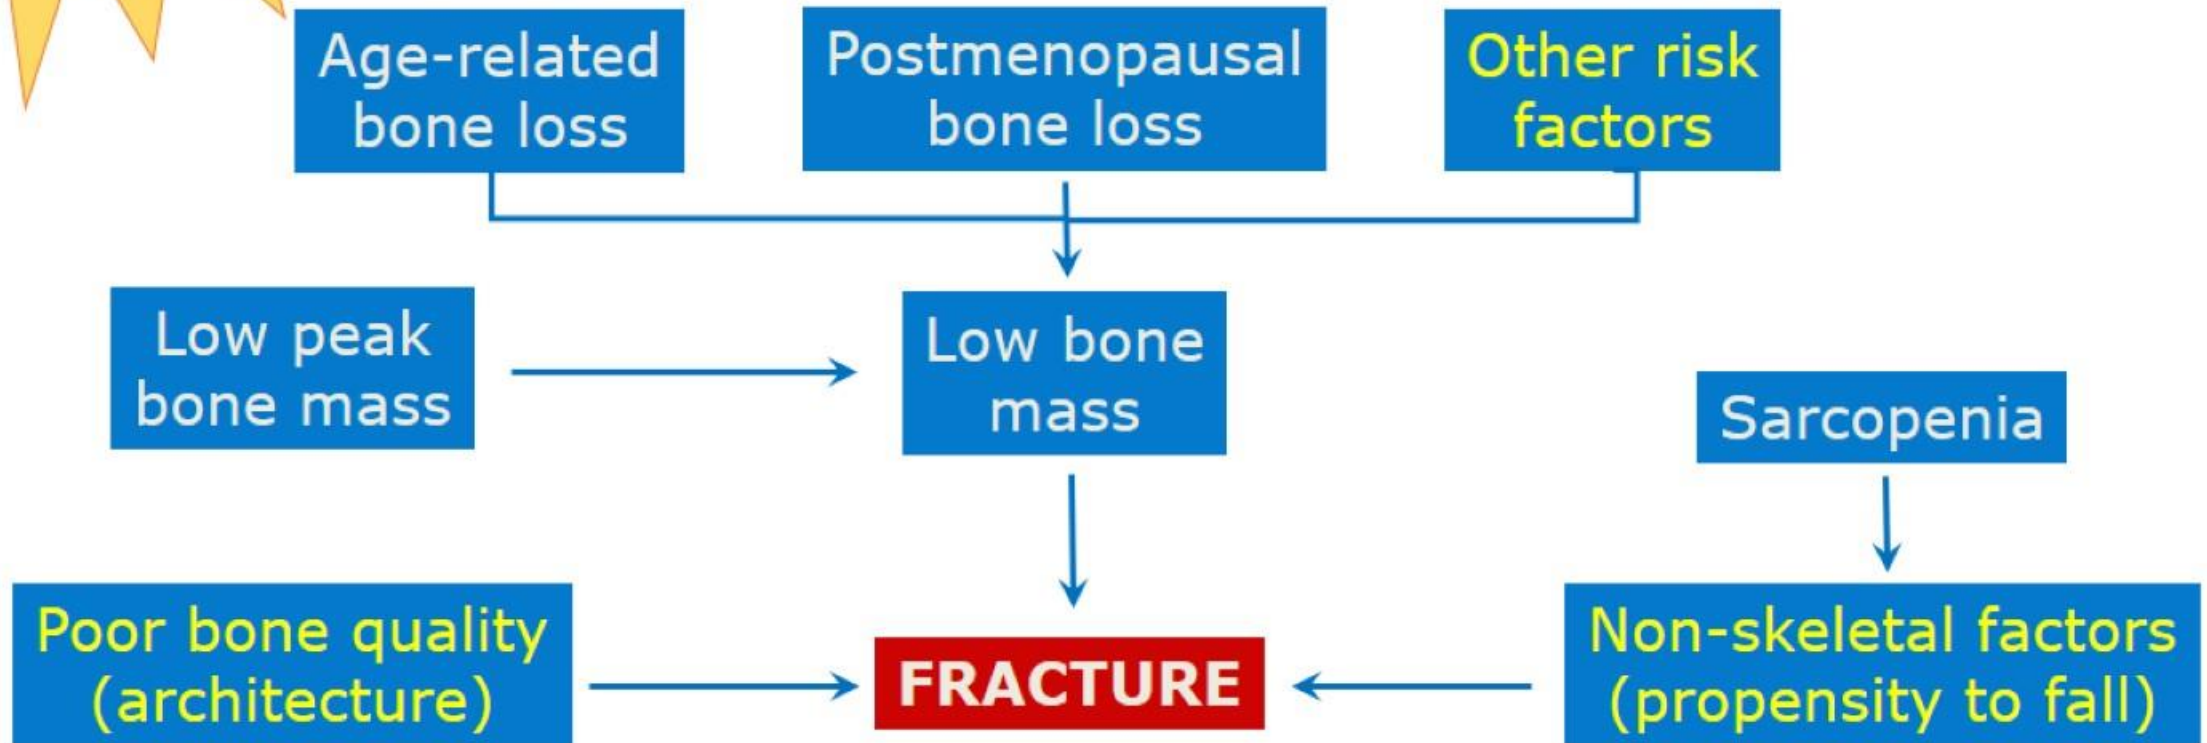 Age-related
bone loss
Postmenopausal
bone loss
Other risk
factors
Low peak
bone mass
Low bone
mass
Sarcopenia
Poor bone quality
(architecture)
FRACTURE
Non-skeletal factors
(propensity to fall)